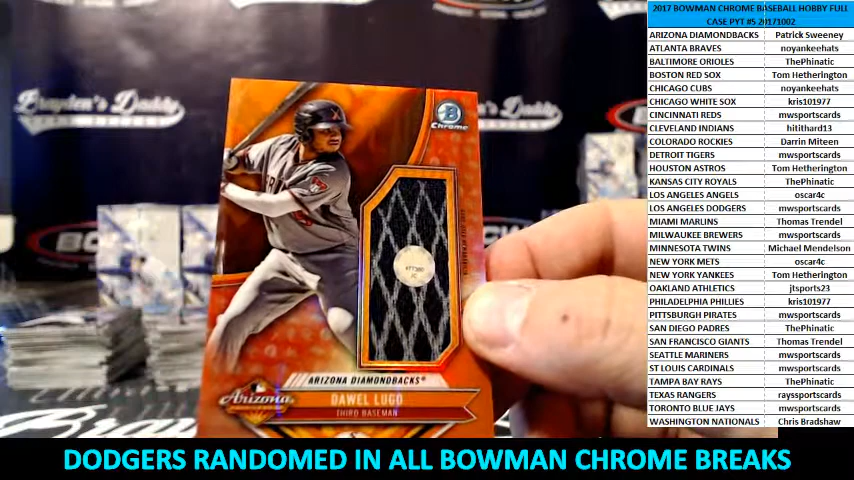 2017 BOWMAN CHROME BASEBALL HOBBY FULL
CASE PYT #5 20171002
ARIZONA DIAMONDBACKS Patrick Sweeney
ATLANTA BRAVES noyankeehats
BALTIMORE ORIOLES ThePhinatic
BOSTON RED SOX Tom Hetherington
CHICAGO CUBS noyankeehats
CHICAGO WHITE SOX kris101977
CINCINNATI REDS mwsportscards
CLEVELAND INDIANS hitithard13
COLORADO ROCKIES Darrin Miteen
DETROIT TIGERS mwsportscards
HOUSTON ASTROS Tom Hetherington
KANSAS CITY ROYALS ThePhinatic
LOS ANGELES ANGELS oscar4c
LOS ANGELES DODGERS mwsportscards
MIAMI MARLINS Thomas Trendel
MILWAUKEE BREWERS mwsportscards
MINNESOTA TWINS Michael Mendelson
NEW YORK METS oscar4c
NEW YORK YANKEES Tom Hetherington
OAKLAND ATHLETICS jtsports23
PHILADELPHIA PHILLIES kris101977
PITTSBURGH PIRATES mwsportscards
SAN DIEGO PADRES ThePhinatic
SAN FRANCISCO GIANTS Thomas Trendel
SEATTLE MARINERS mwsportscards
ST LOUIS CARDINALS mwsportscards
TAMPA BAY RAYS ThePhinatic
TEXAS RANGERS rayssportscards
TORONTO BLUE JAYS mwsportscards
WASHINGTON NATIONALS Chris Bradshaw
Brayden's Daddy
Chrome
ARIZONA DIAMONDBACKS®
Arizona
DAWEL LUGO
THIRD BASEMAN
DODGERS RANDOMED IN ALL BOWMAN CHROME BREAKS